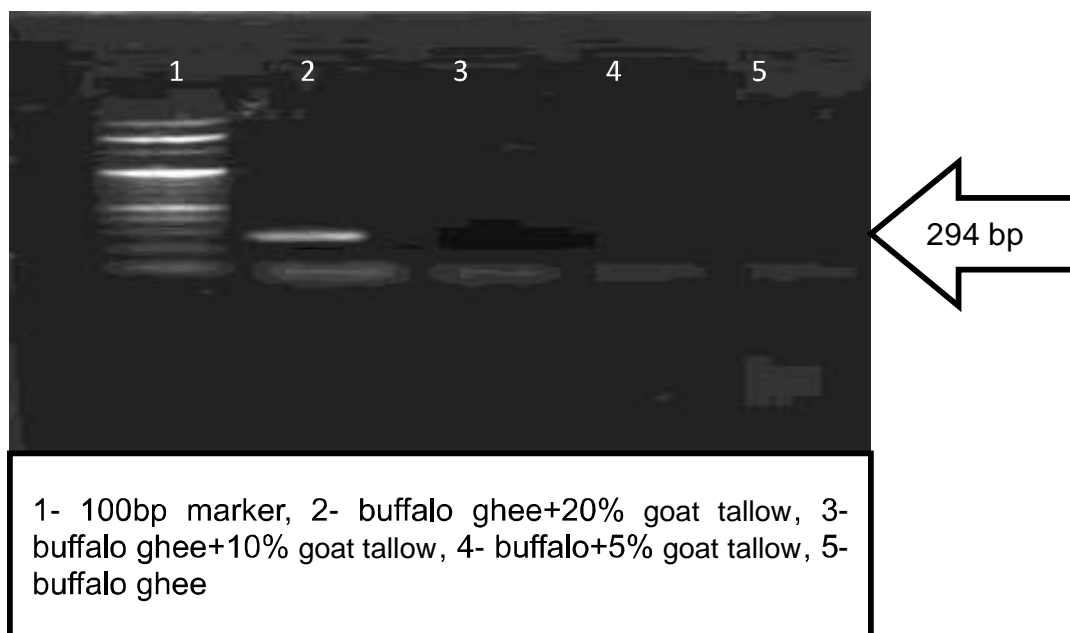 1 2 3 4 5
294 bp
1- 100bp marker, 2- buffalo ghee+20% goat tallow, 3-
buffalo ghee+10% goat tallow, 4- buffalo+5% goat tallow, 5-
buffalo ghee